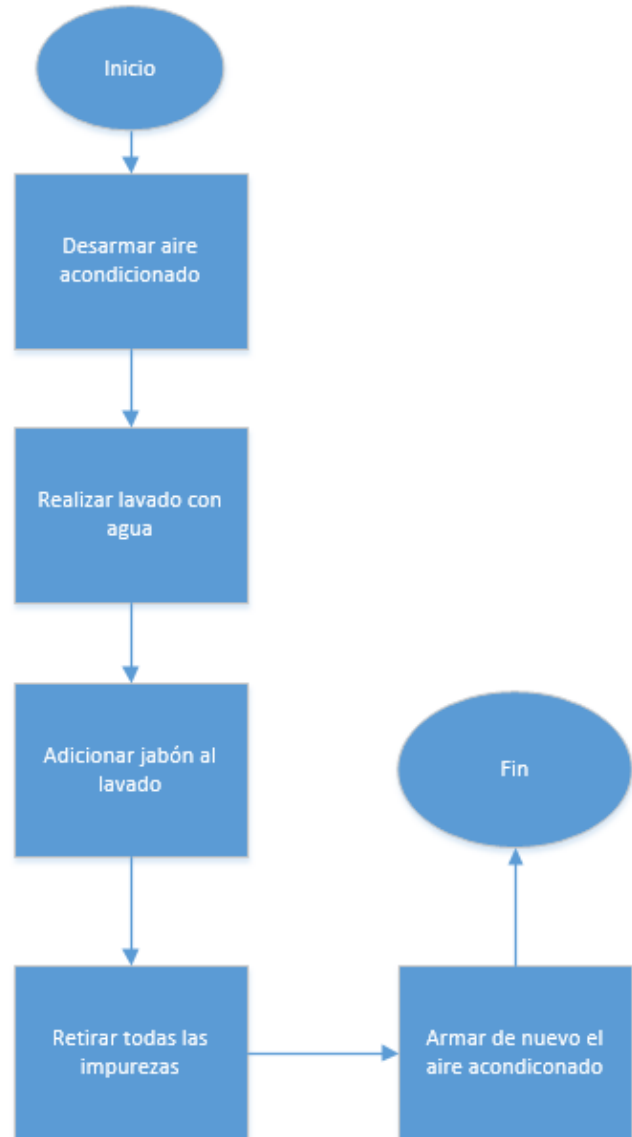 Inicio
Desarmar aire
acondicionado
Realizar lavado con
agua
Adicionar jabón al
lavado
Retirar todas las
impurezas
Armar de nuevo el
aire acondiconado
Fin